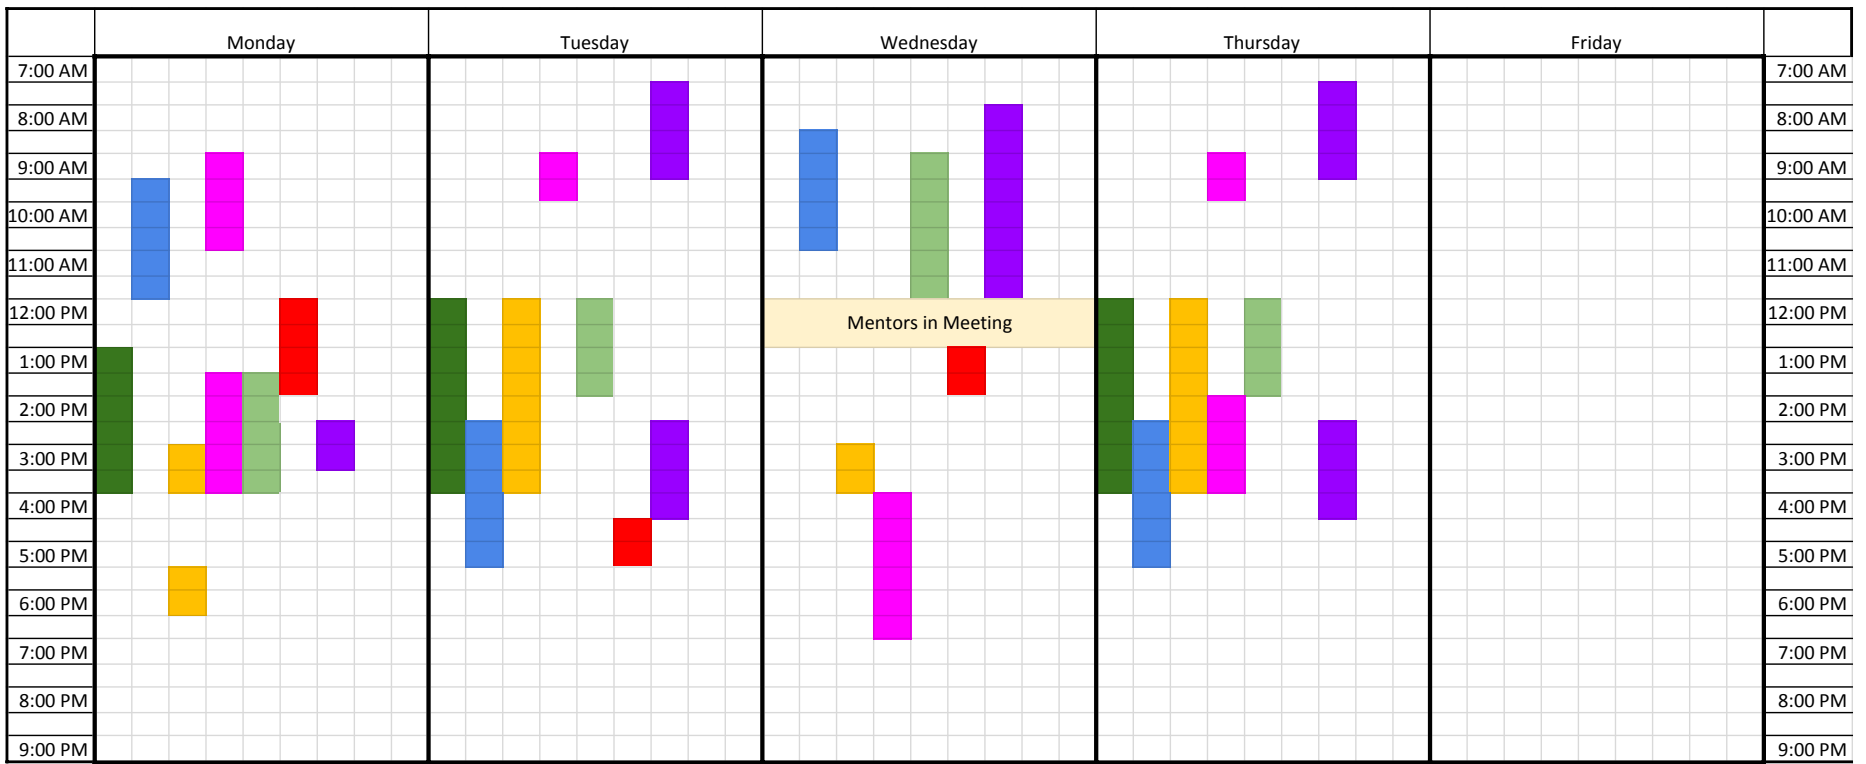 Monday Tuesday Wednesday Thursday Friday
7:00 AM 7:00 AM
8:00 AM 8:00 AM
9:00 AM 9:00 AM
10:00 AM 10:00 AM
11:00 AM 11:00 AM
12:00 PM Mentors in Meeting 12:00 PM
1:00 PM 1:00 PM
2:00 PM 2:00 PM
3:00 PM 3:00 PM
4:00 PM 4:00 PM
5:00 PM 5:00 PM
6:00 PM 6:00 PM
7:00 PM 7:00 PM
8:00 PM 8:00 PM
9:00 PM 9:00 PM